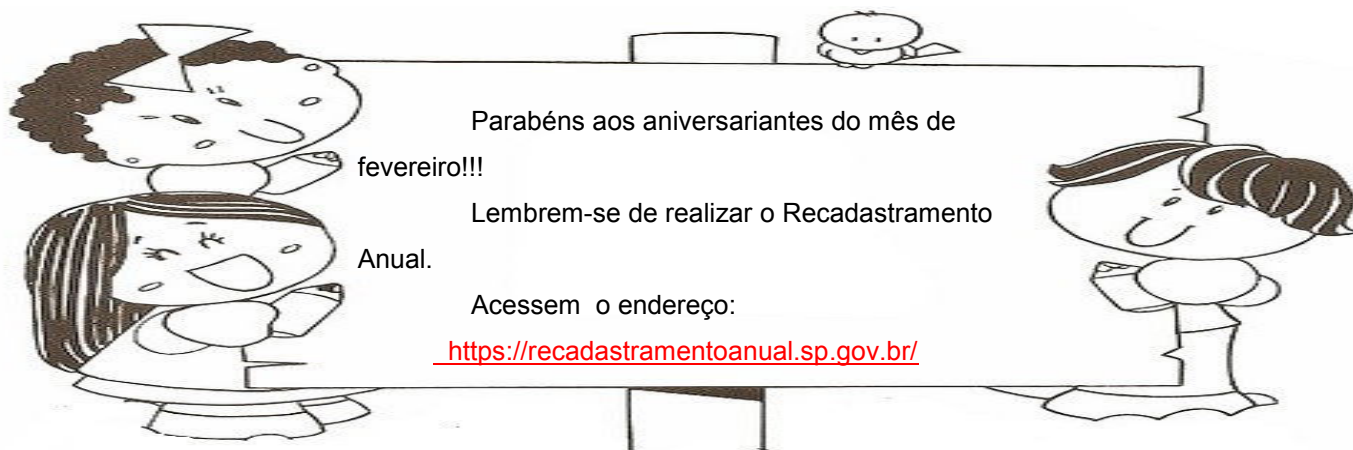 Parabéns aos aniversariantes do mês de
fevereiro!!!
Lembrem-se de realizar o Recadastramento
Anual.
Acessem o endereço:
https://recadastramentoanual.sp.gov.br/